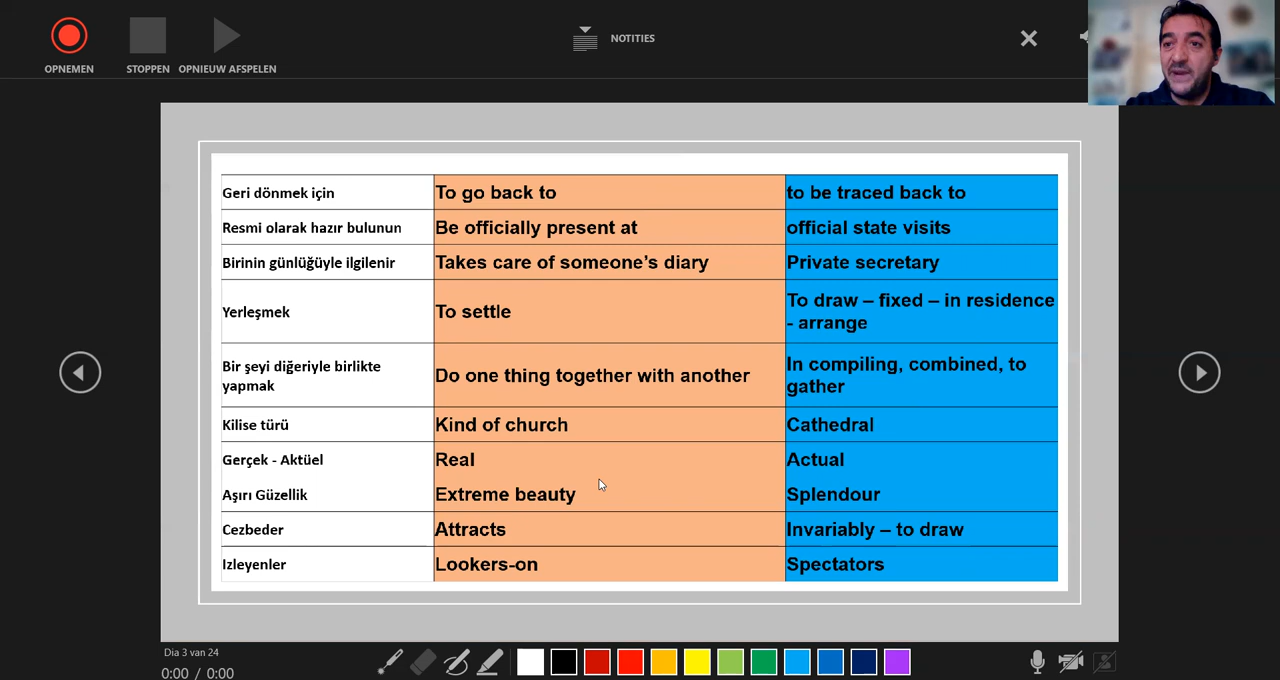 NOTITIES
OPNEMEN
STOPPEN
OPNIEUW AFSPELEN
Geri dönmek için To go back to to be traced back to
Resmi olarak hazır bulunun Be officially present at official state visits
Birinin günlüğüyle ilgilenir Takes care of someone's diary Private secretary
Yerleşmek To settle To draw – fixed – in residence
- arrange
Bir şeyi diğeriyle birlikte
yapmak
Do one thing together with another
In compiling, combined, to
gather
Kilise türü Kind of church Cathedral
Gerçek - Aktüel Real Actual
Aşırı Güzellik Extreme beauty Splendour
Cezbeder Attracts Invariably – to draw
Izleyenler Lookers-on Spectators
Dia 3 van 24
0:00 / 0:00